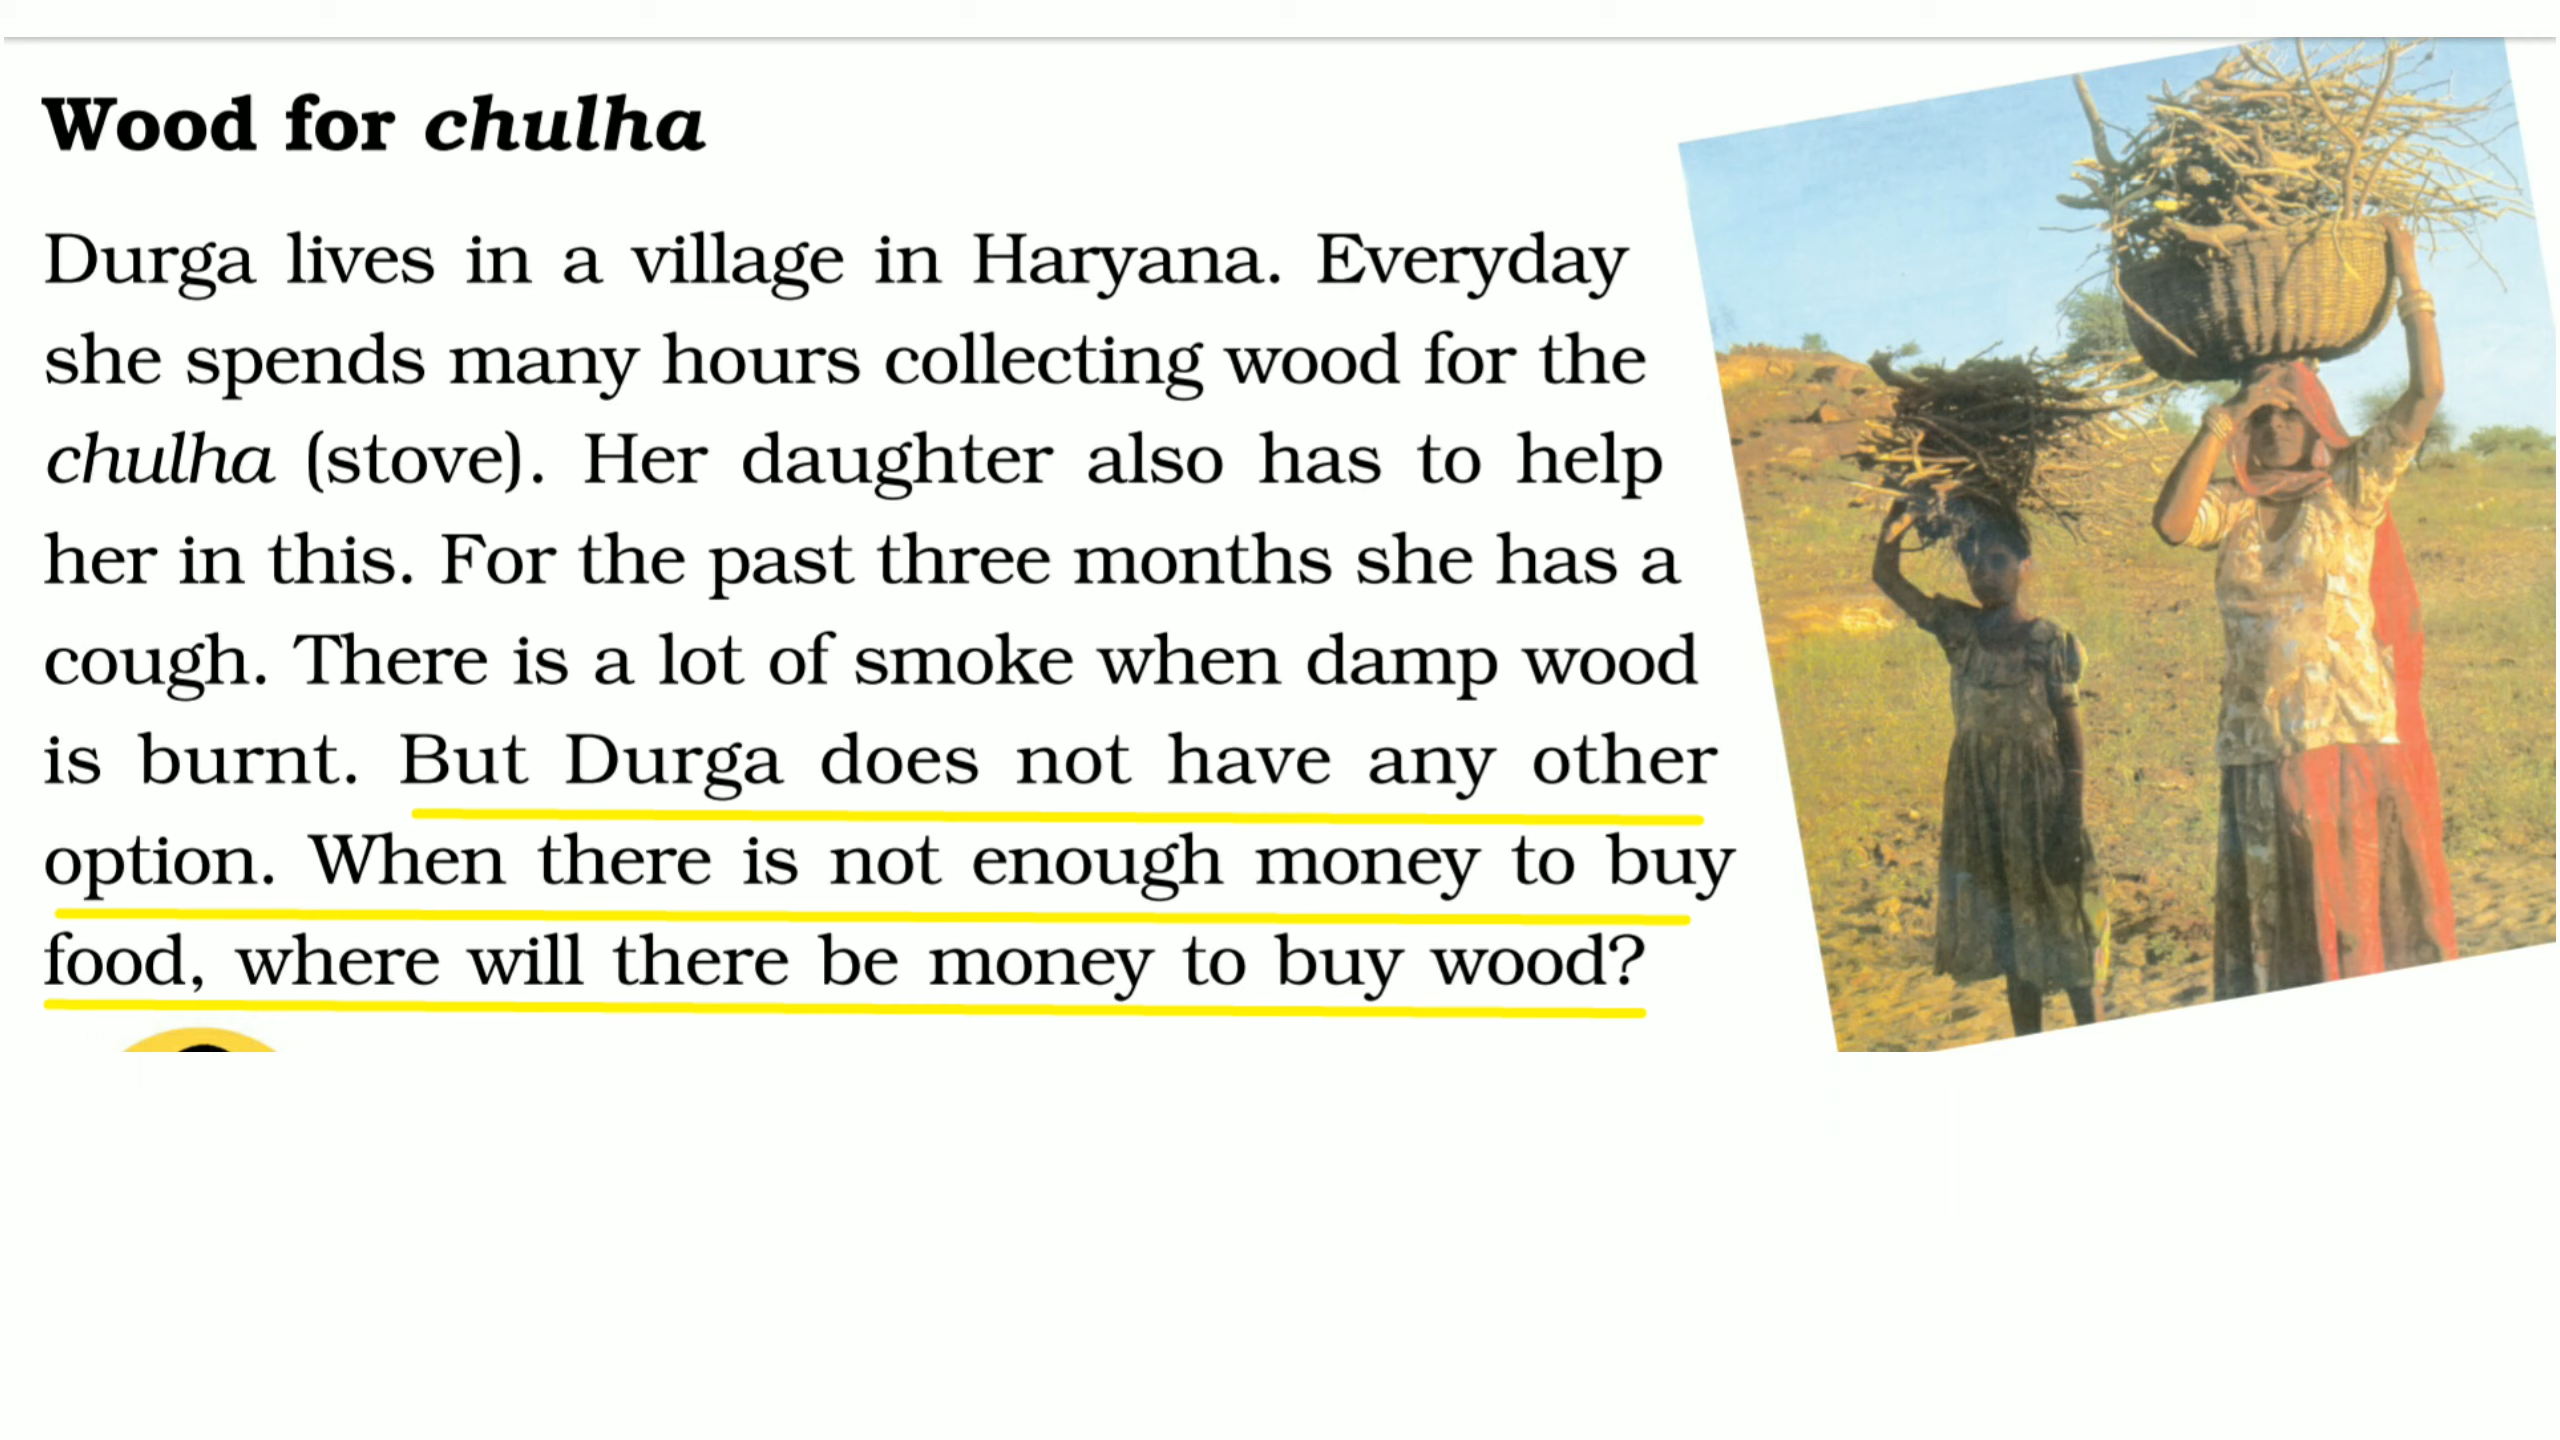 Wood for chulha
Durga lives in a village in Haryana. Everyday
she spends many hours collecting wood for the
chulha (stove). Her daughter also has to help
her in this. For the past three months she has a
cough. There is a lot of smoke when damp wood
is burnt. But Durga does not have any other
option. When there is not enough money to buy
food, where will there be money to buy wood?